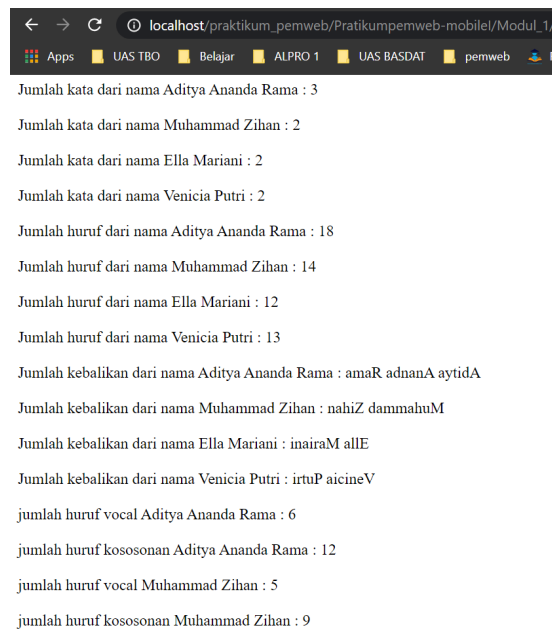 localhost/praktikum_pemweb/Pratikumpemweb-mobilel/Modul_1/
Apps UAS TBO Belajar ALPRO 1 UAS BASDAT pemweb
Jumlah kata dari nama Aditya Ananda Rama : 3
Jumlah kata dari nama Muhammad Zihan : 2
Jumlah kata dari nama Ella Mariani : 2
Jumlah kata dari nama Venicia Putri : 2
Jumlah huruf dari nama Aditya Ananda Rama : 18
Jumlah huruf dari nama Muhammad Zihan : 14
Jumlah huruf dari nama Ella Mariani : 12
Jumlah huruf dari nama Venicia Putri : 13
Jumlah kebalikan dari nama Aditya Ananda Rama : amaR adnanA aytidA
Jumlah kebalikan dari nama Muhammad Zihan : nahiZ dammahuM
Jumlah kebalikan dari nama Ella Mariani : inairaM allE
Jumlah kebalikan dari nama Venicia Putri : irtuP aicineV
jumlah huruf vocal Aditya Ananda Rama : 6
jumlah huruf kososonan Aditya Ananda Rama : 12
jumlah huruf vocal Muhammad Zihan : 5
jumlah huruf kososonan Muhammad Zihan : 9